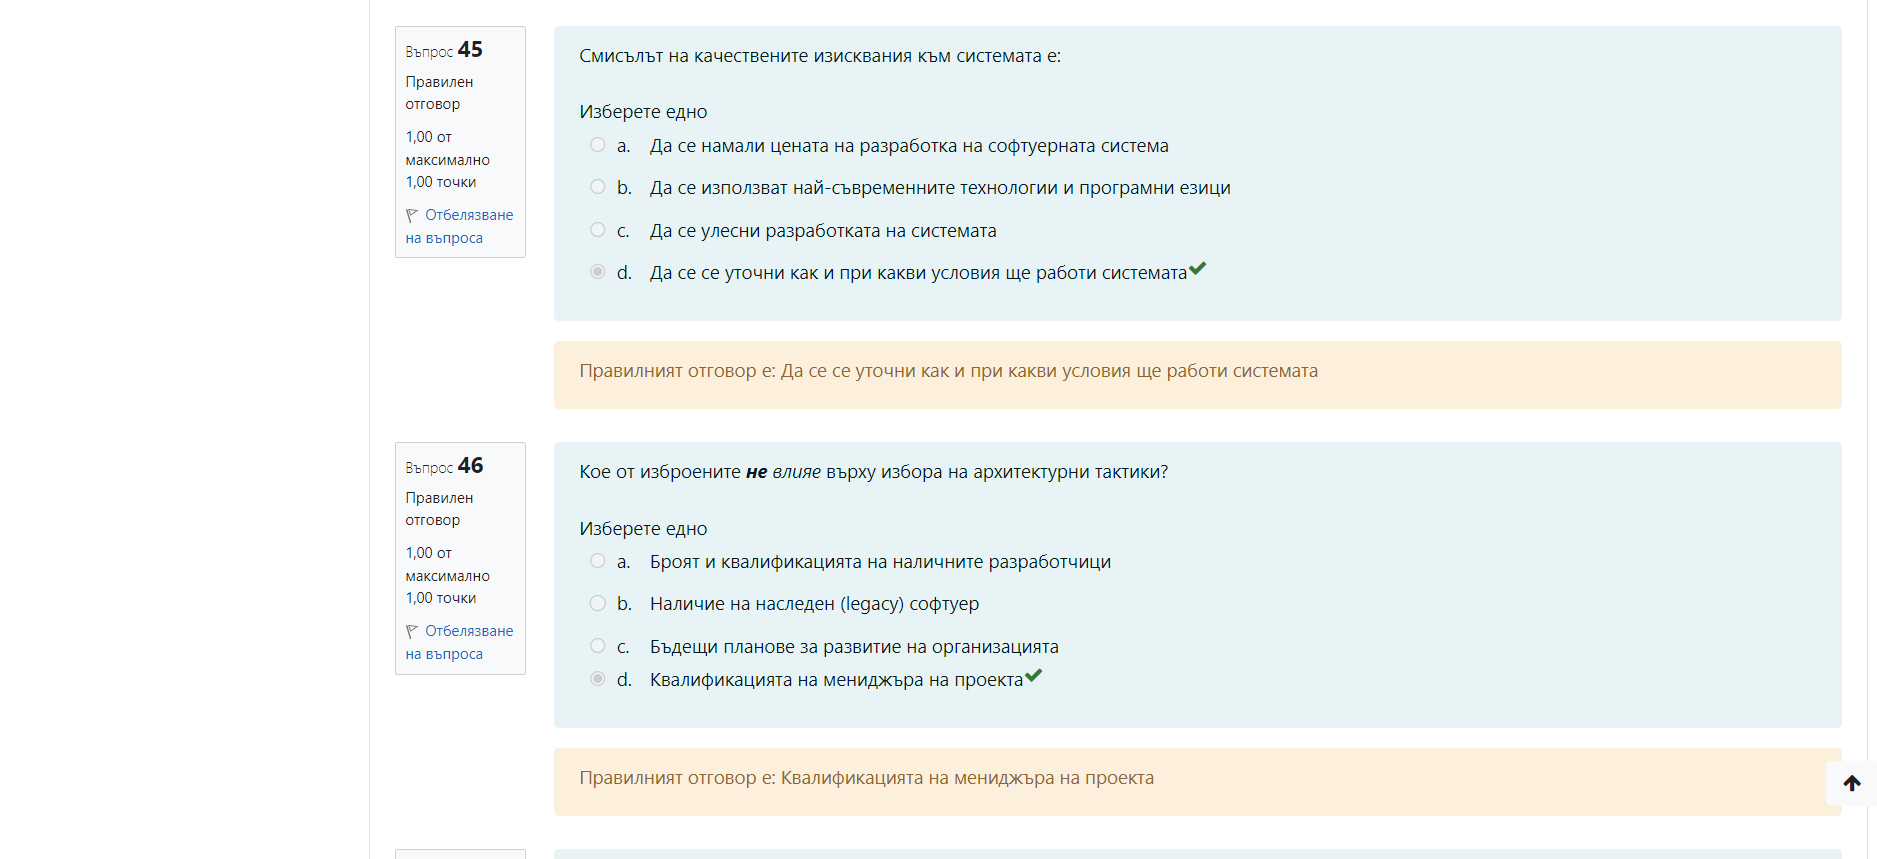 Въпрос 45
Правилен
отговор
1,00 от
максимално
1,00 точки
Отбелязване
на въпроса
Смисълът на качествените изисквания към системата е:
Изберете едно
a. Да се намали цената на разработка на софтуерната система
b. Да се използват най-съвременните технологии и програмни езици
c. Да се улесни разработката на системата
d. Да се се уточни как и при какви условия ще работи системата
Правилният отговор е: Да се се уточни как и при какви условия ще работи системата
Въпрос 46
Правилен
отговор
1,00 от
максимално
1,00 точки
Отбелязване
на въпроса
Кое от изброените не влияе върху избора на архитектурни тактики?
Изберете едно
a. Броят и квалификацията на наличните разработчици
b. Наличие на наследен (legacy) софтуер
c. Бъдещи планове за развитие на организацията
d. Квалификацията на мениджъра на проекта
Правилният отговор е: Квалификацията на мениджъра на проекта